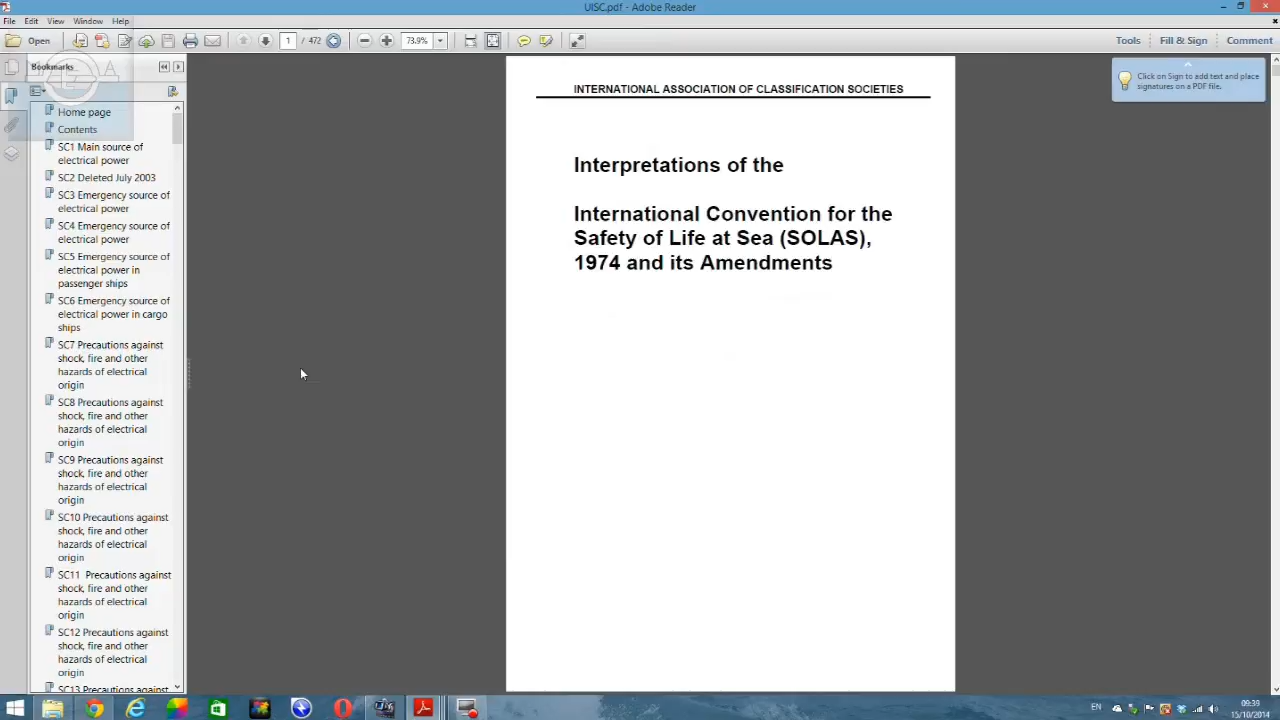 UISC.pdf - Adobe Reader
File Edit View Window Help
Open
1 / 472
73.9%
Tools
Fill & Sign
Comment
Bookmarks
Home page
Contents
SC1 Main source of
electrical power
SC2 Deleted July 2003
SC3 Emergency source of
electrical power
SC4 Emergency source of
electrical power
SC5 Emergency source of
electrical power in
passenger ships
SC6 Emergency source of
electrical power in cargo
ships
SC7 Precautions against
shock, fire and other
hazards of electrical
origin
SC8 Precautions against
shock, fire and other
hazards of electrical
origin
SC9 Precautions against
shock, fire and other
hazards of electrical
origin
SC10 Precautions against
shock, fire and other
hazards of electrical
origin
SC11 Precautions against
shock, fire and other
hazards of electrical
origin
SC12 Precautions against
shock, fire and other
hazards of electrical
origin
SC13 Precautions against
INTERNATIONAL ASSOCIATION OF CLASSIFICATION SOCIETIES
Interpretations of the
International Convention for the
Safety of Life at Sea (SOLAS),
1974 and its Amendments
Click on Sign to add text and place
signatures on a PDF file.
EN
09:39
15/10/2014